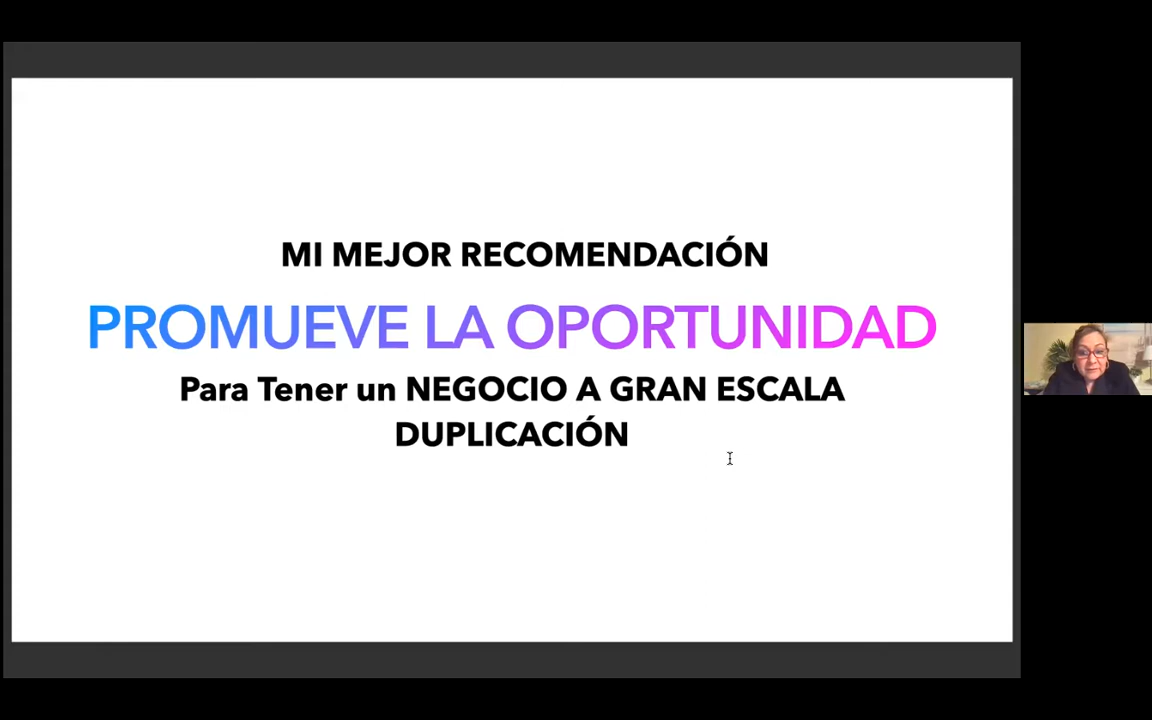 MI MEJOR RECOMENDACIÓN
PROMUEVE LA OPORTUNIDAD
Para Tener un NEGOCIO A GRAN ESCALA
DUPLICACIÓN